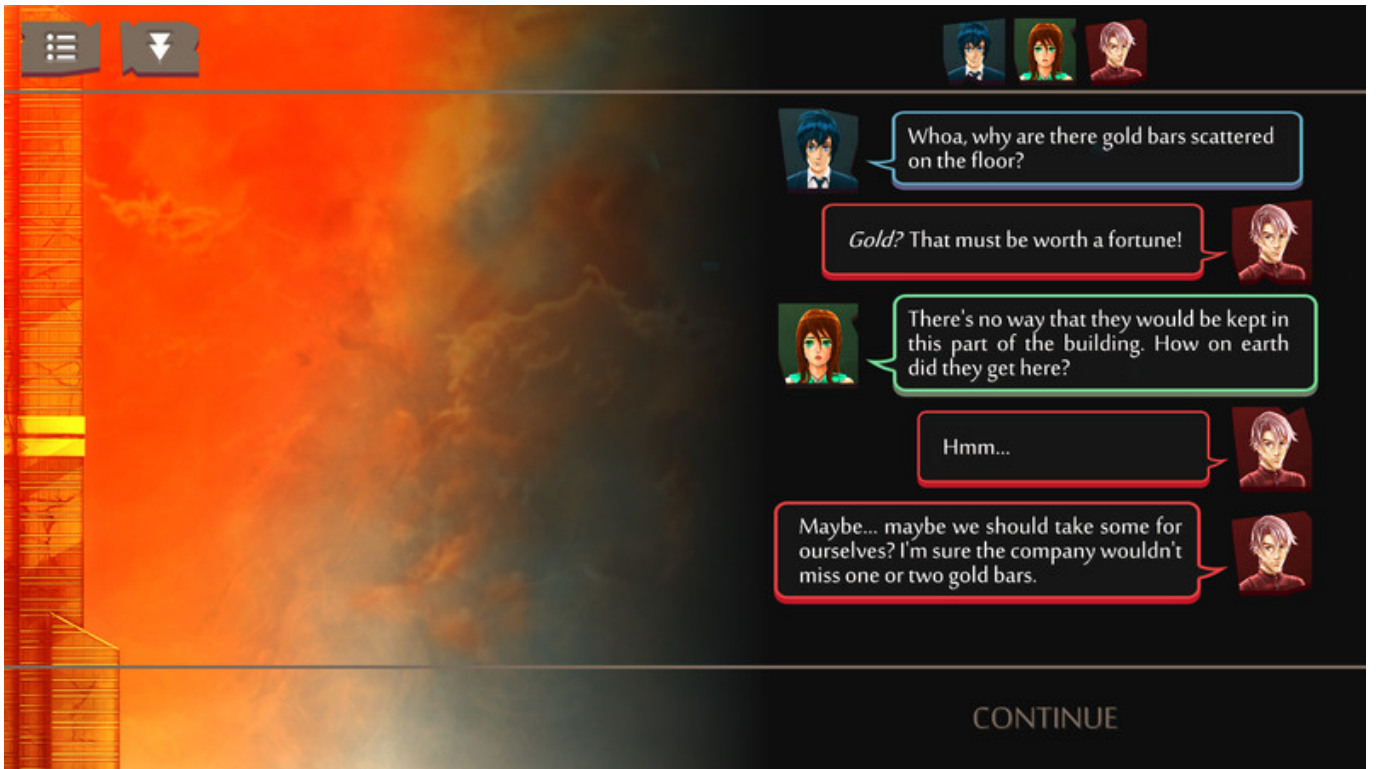 Whoa, why are there gold bars scattered
on the floor?
Gold? That must be worth a fortune!
There's no way that they would be kept in
this part of the building. How on earth
did they get here?
Hmm...
Maybe... maybe we should take some for
ourselves? I'm sure the company wouldn't
miss one or two gold bars.
CONTINUE